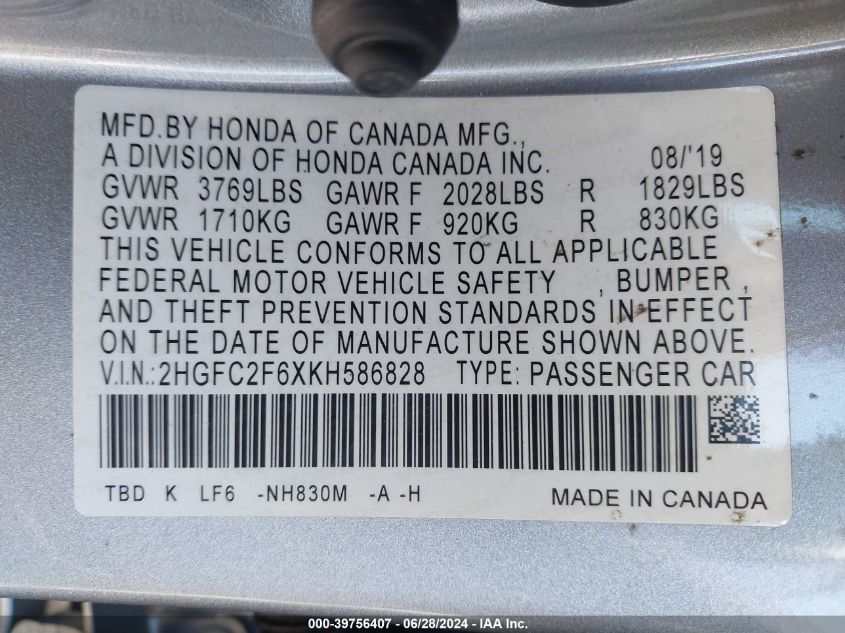 MFD.BY HONDA OF CANADA MFG.,
A DIVISION OF HONDA CANADA INC. 08/'19
GVWR 3769LBS GAWR F 2028LBS R 1829LBS
GVWR 1710KG GAWR F 920KG R 830KG
THIS VEHICLE CONFORMS TO ALL APPLICABLE
FEDERAL MOTOR VEHICLE SAFETY , BUMPER ,
AND THEFT PREVENTION STANDARDS IN EFFECT
ON THE DATE OF MANUFACTURE SHOWN ABOVE.
V.I.N.:2HGFC2F6XKH586828 TYPE: PASSENGER CAR
TBD K LF6 -NH830M -A -H MADE IN CANADA
000-39756407 - 06/28/2024 - IAA Inc.